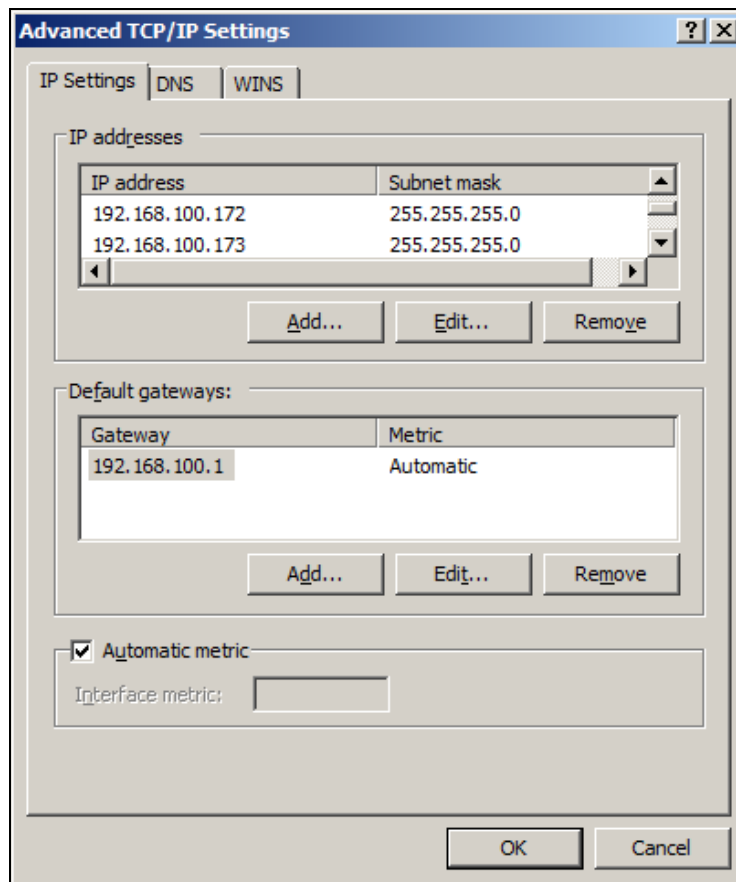 Advanced TCP/IP Settings
IP Settings DNS WINS
IP addresses
IP address Subnet mask
192.168.100.172 255.255.255.0
192.168.100.173 255.255.255.0
Add... Edit... Remove
Default gateways:
Gateway Metric
192.168.100.1 Automatic
Add... Edit... Remove
Automatic metric
Interface metric:
OK Cancel